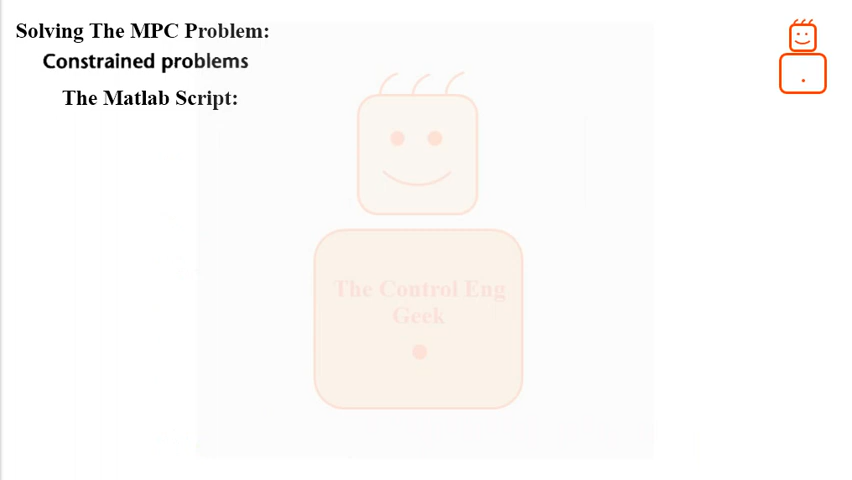 Solving The MPC Problem:
Constrained problems
The Matlab Script:
The Control Eng
Geek